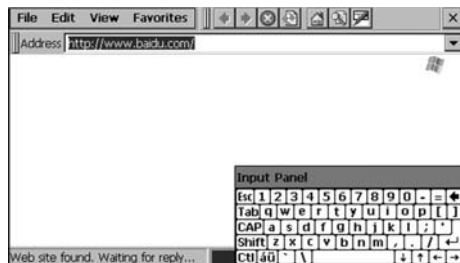 File Edit View Favorites
Address http://www.baidu.com/
Input Panel
Esc 1 2 3 4 5 6 7 8 9 0 - =
Tab q w e r t y u i o p [ ]
CAP a s d f g h j k l ; '
Shift z x c v b n m , . /
Ctl áü ` \
Web site found. Waiting for reply...